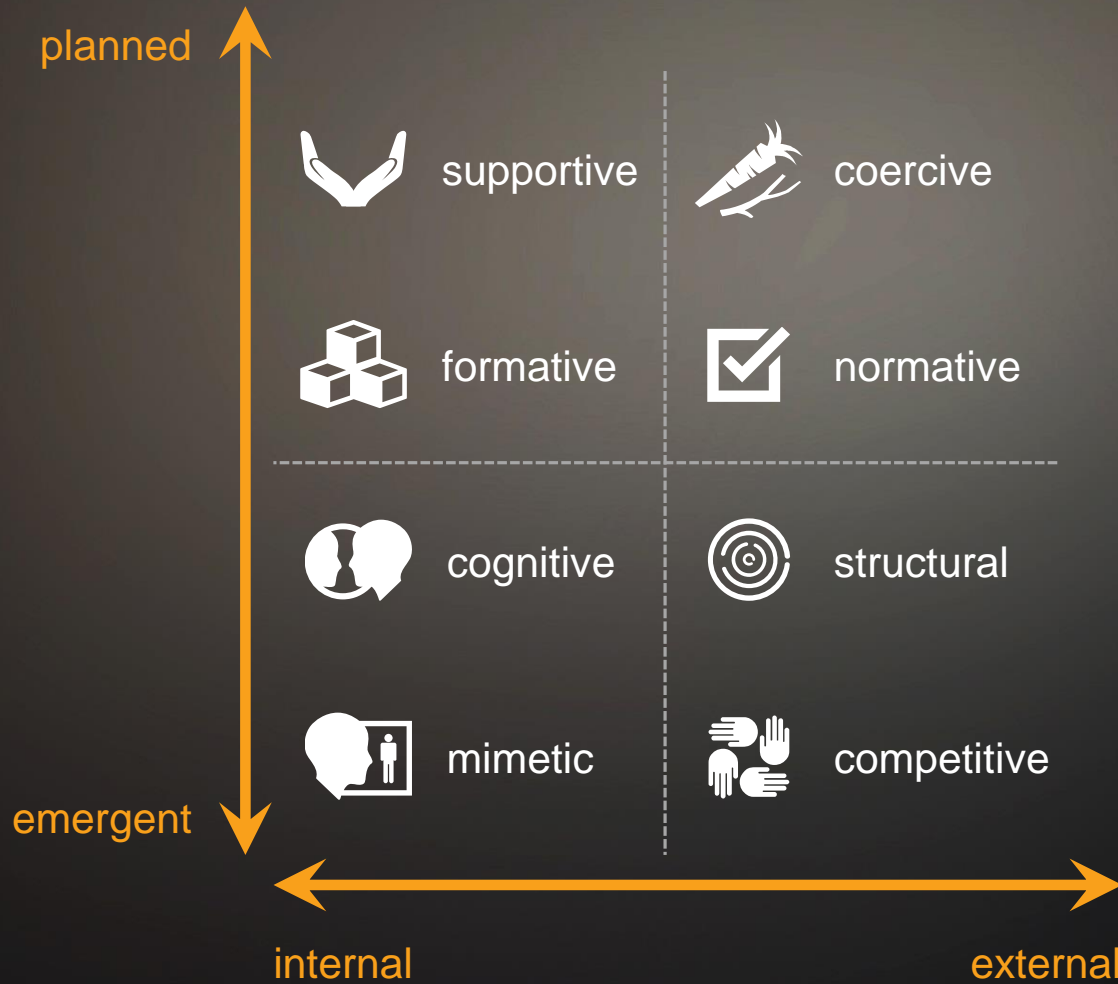 planned
supportive
coercive
formative
normative
cognitive
structural
mimetic
competitive
emergent
internal
external